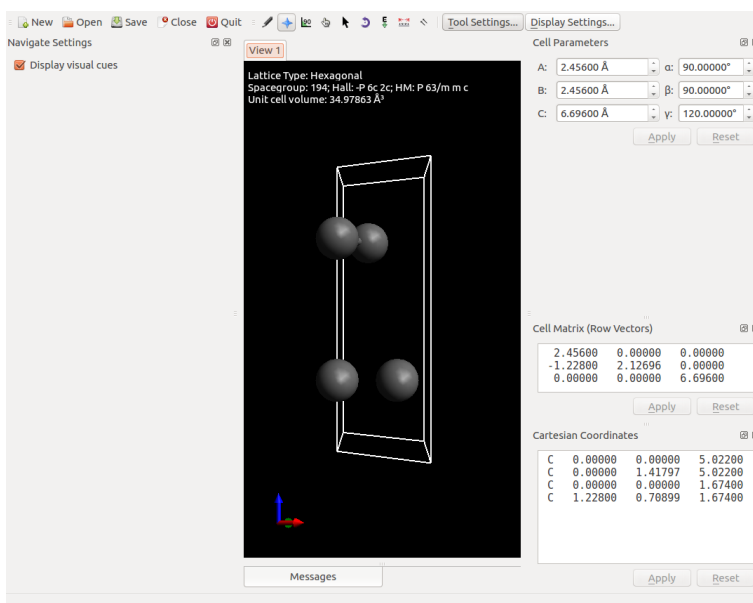 New Open Save Close Quit Tool Settings... Display Settings...
Navigate Settings
Display visual cues
View 1
Lattice Type: Hexagonal
Spacegroup: 194; Hall: -P 6c 2c; HM: P 63/m m c
Unit cell volume: 34.97863 Å³
Messages
Cell Parameters
A: 2.45600 Å α: 90.00000°
B: 2.45600 Å β: 90.00000°
C: 6.69600 Å γ: 120.00000°
Apply Reset
Cell Matrix (Row Vectors)
2.45600 0.00000 0.00000
-1.22800 2.12696 0.00000
0.00000 0.00000 6.69600
Apply Reset
Cartesian Coordinates
C 0.00000 0.00000 5.02200
C 0.00000 1.41797 5.02200
C 0.00000 0.00000 1.67400
C 1.22800 0.70899 1.67400
Apply Reset